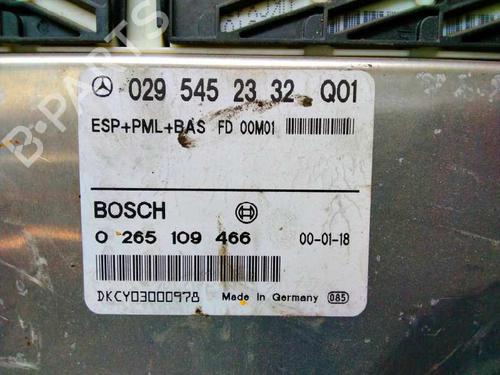 029 545 23 32 Q01
ESP+PML+BAS FD 00M01
BOSCH
0 265 109 466 00-01-18
DKCY03000978 Made in Germany 085
B-PARTS